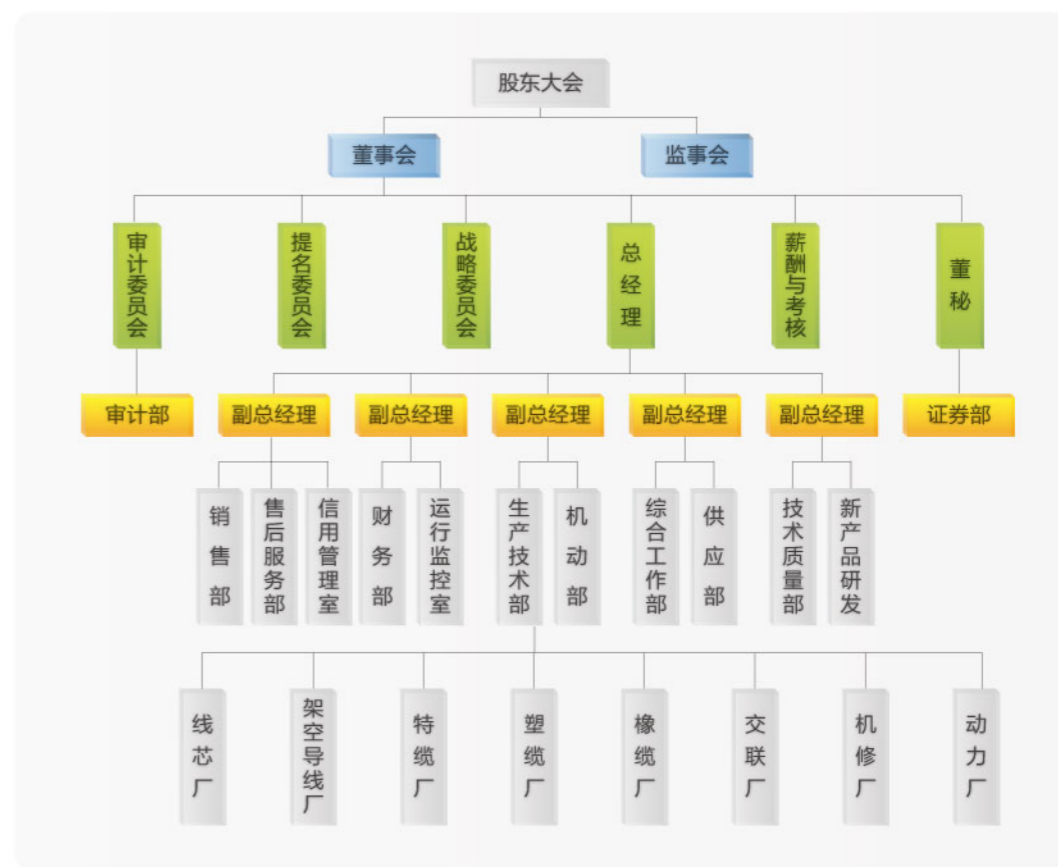 股东大会
董事会
监事会
审计委员会
提名委员会
战略委员会
总经理
薪酬与考核
董秘
审计部
副总经理
副总经理
副总经理
副总经理
副总经理
证券部
销售部
售后服务部
信用管理室
财务部
运行监控室
生产技术部
机动部
综合工作部
供应部
技术质量部
新产品研发
线芯厂
架空导线厂
特缆厂
塑缆厂
橡缆厂
交联厂
机修厂
动力厂